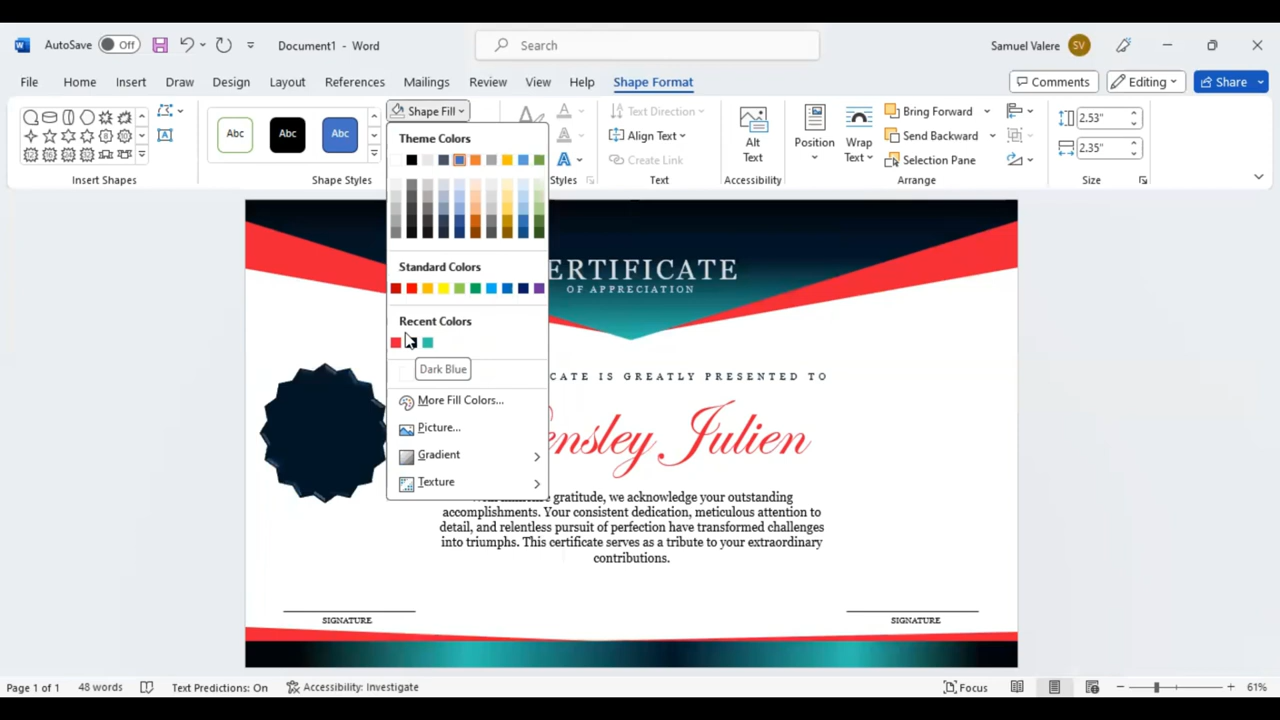 AutoSave Off Document1 - Word Search Samuel Valere SV
File Home Insert Draw Design Layout References Mailings Review View Help Shape Format Comments Editing Share
Shape Fill
Abc Abc Abc
Insert Shapes
Shape Styles
Theme Colors
Standard Colors
Recent Colors
Dark Blue
More Fill Colors...
Picture...
Gradient
Texture
Styles
Text Direction
Align Text
Create Link
Text
Alt Text
Accessibility
Position
Wrap Text
Bring Forward
Send Backward
Selection Pane
Arrange
2.53"
2.35"
Size
ERTIFICATE
OF APPRECIATION
CATE IS GREATLY PRESENTED TO
ensley Julien
gratitude, we acknowledge your outstanding
accomplishments. Your consistent dedication, meticulous attention to
detail, and relentless pursuit of perfection have transformed challenges
into triumphs. This certificate serves as a tribute to your extraordinary
contributions.
SIGNATURE SIGNATURE
Page 1 of 1 48 words Text Predictions: On Accessibility: Investigate Focus 61%